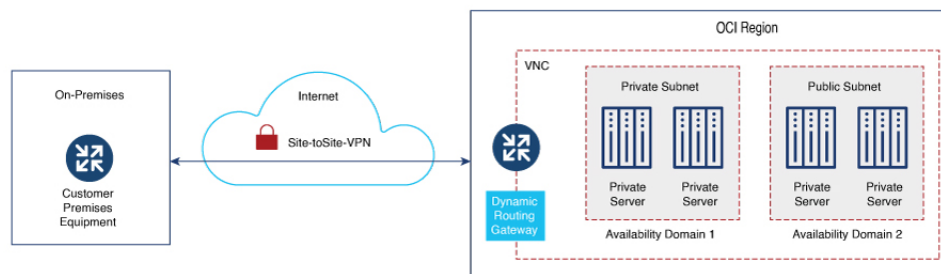 OCI Region
On-Premises
Customer
Premises
Equipment
Internet
Site-toSite-VPN
VNC
Dynamic
Routing
Gateway
Private Subnet
Private
Server
Private
Server
Availability Domain 1
Public Subnet
Private
Server
Private
Server
Availability Domain 2